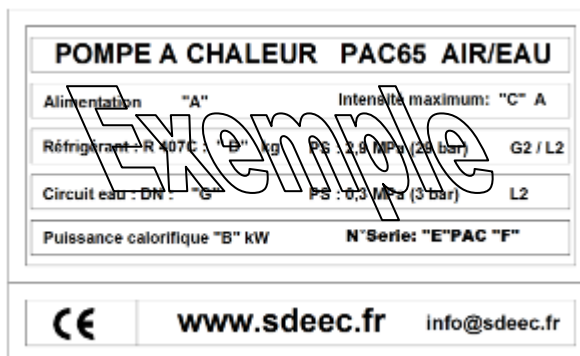 POMPE A CHALEUR PAC65 AIR/EAU
Alimentation "A" Intensité maximum: "C" A
Réfrigérant : R 407C : "D" kg PS : 2,9 MPa (29 bar) G2 / L2
Circuit eau : DN : "G" PS : 0,3 MPa (3 bar) L2
Puissance calorifique "B" kW N°Serie: "E"PAC "F"
Exemple
CE www.sdeec.fr info@sdeec.fr